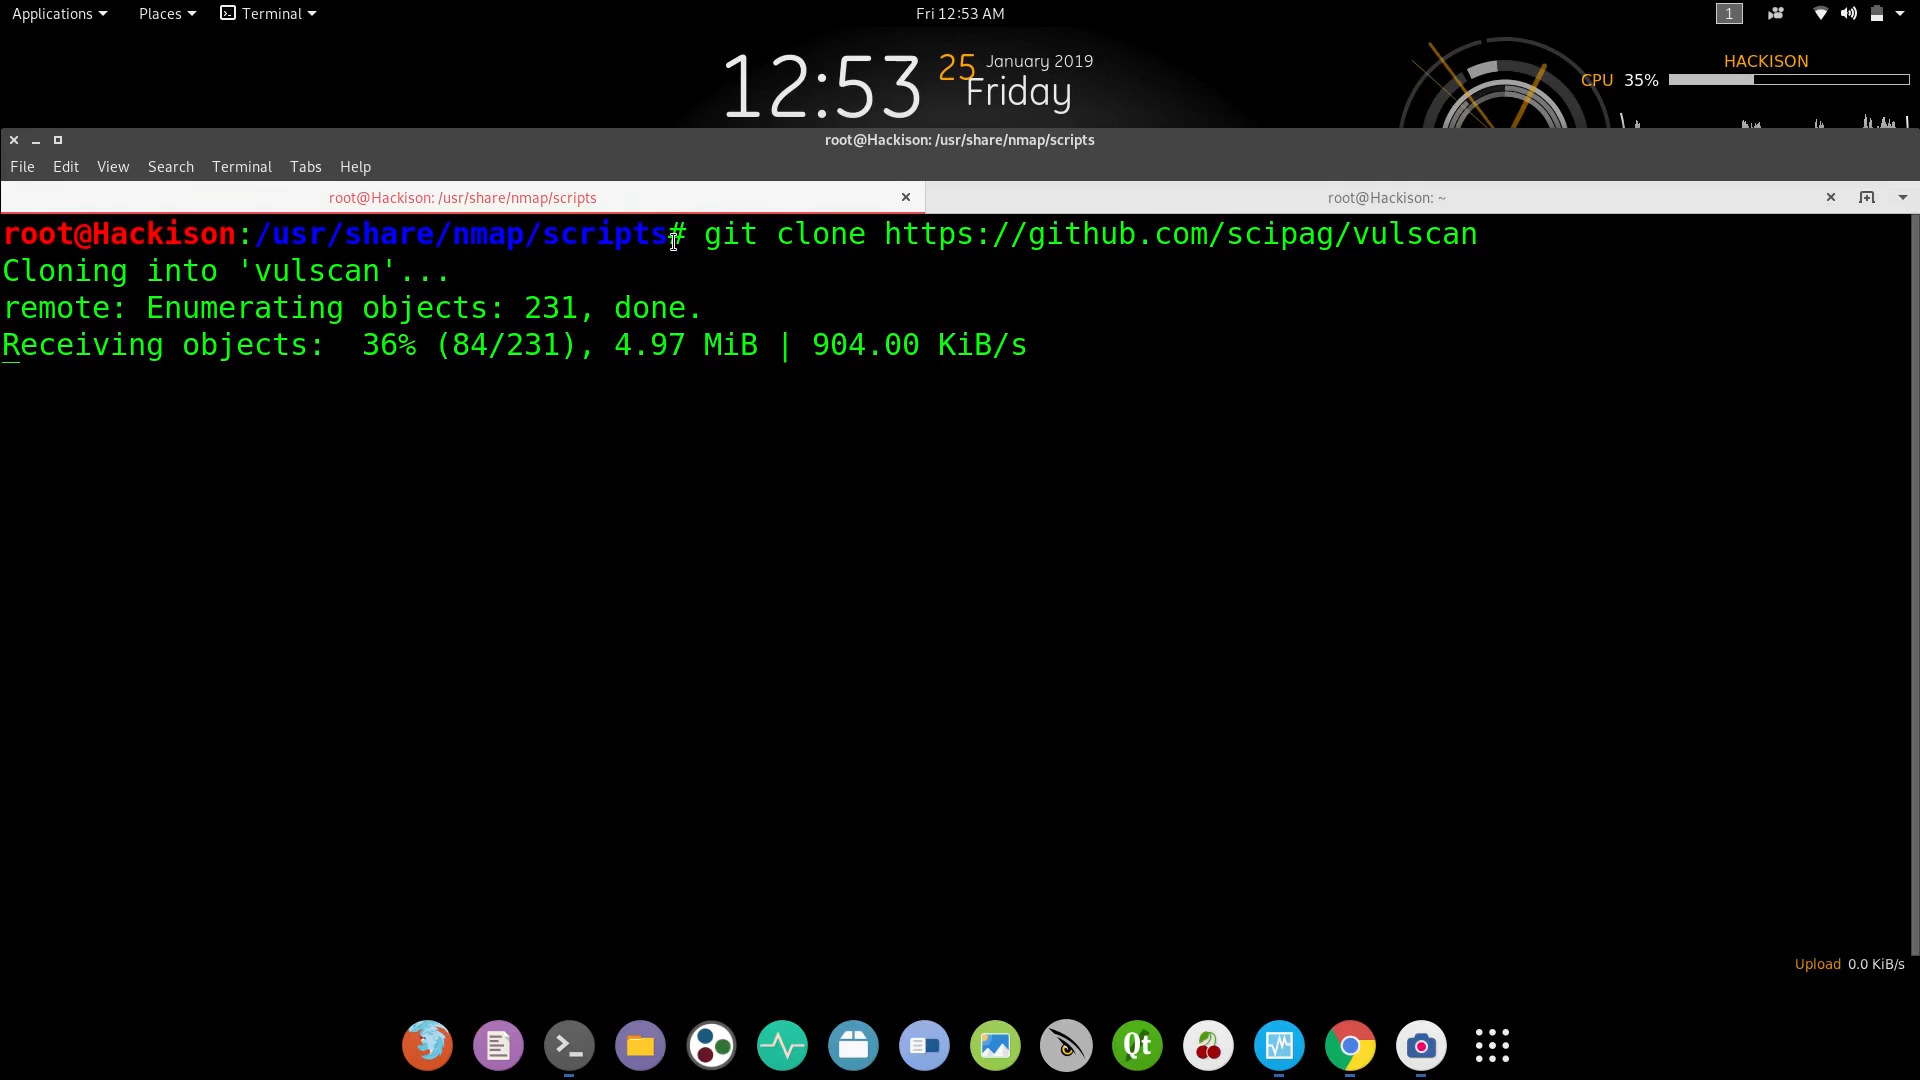 Applications Places Terminal Fri 12:53 AM 1
12:53 25 January 2019
Friday
HACKISON
CPU 35%
root@Hackison: /usr/share/nmap/scripts
File Edit View Search Terminal Tabs Help
root@Hackison: /usr/share/nmap/scripts root@Hackison: ~
root@Hackison:/usr/share/nmap/scripts# git clone https://github.com/scipag/vulscan
Cloning into 'vulscan'...
remote: Enumerating objects: 231, done.
Receiving objects:  36% (84/231), 4.97 MiB | 904.00 KiB/s
Upload 0.0 KiB/s
Qt